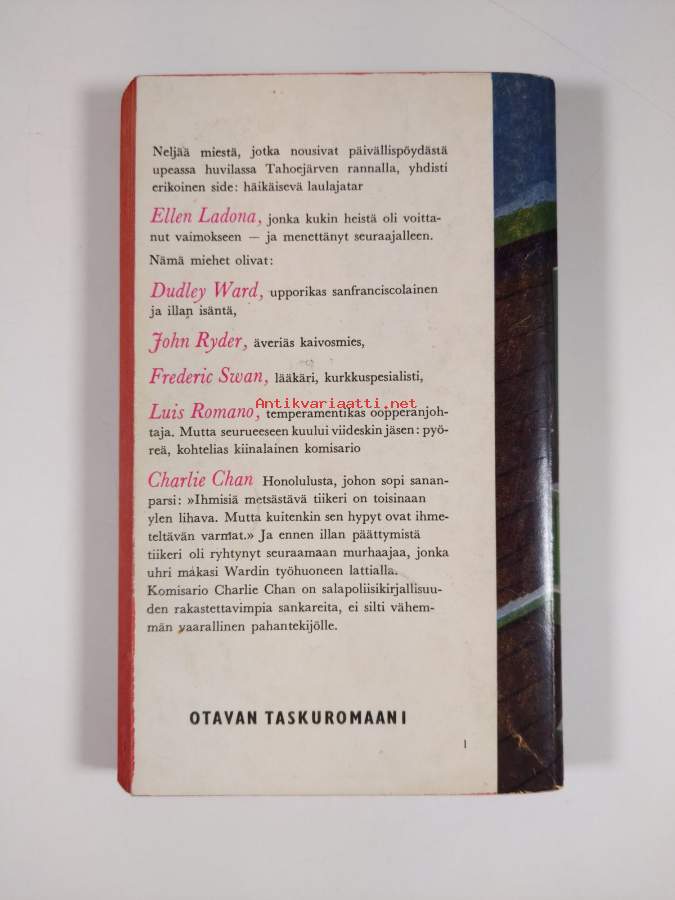 Neljää miestä, jotka nousivat päivällispöydästä
upeassa huvilassa Tahoejärven rannalla, yhdisti
erikoinen side: häikäisevä laulajatar
Ellen Ladona, jonka kukin heistä oli voitta-
nut vaimokseen — ja menettänyt seuraajalleen.
Nämä miehet olivat:
Dudley Ward, upporikas sanfranciscolainen
ja illan isäntä,
John Ryder, äveriäs kaivosmies,
Frederic Swan, lääkäri, kurkkuspesialisti,
Antikvariaatti.net
Luis Romano, temperamentikas oopperanjoh-
taja. Mutta seurueeseen kuului viideskin jäsen: pyö-
reä, kohtelias kiinalainen komisario
Charlie Chan Honolulusta, johon sopi sanan-
parsi: »Ihmisiä metsästävä tiikeri on toisinaan
ylen lihava. Mutta kuitenkin sen hypyt ovat ihme-
teltävän varmat.» Ja ennen illan päättymistä
tiikeri oli ryhtynyt seuraamaan murhaajaa, jonka
uhri makasi Wardin työhuoneen lattialla.
Komisario Charlie Chan on salapoliisikirjallisuu-
den rakastettavimpia sankareita, ei silti vähem-
män vaarallinen pahantekijölle.
OTAVAN TASKUROMAANI
1